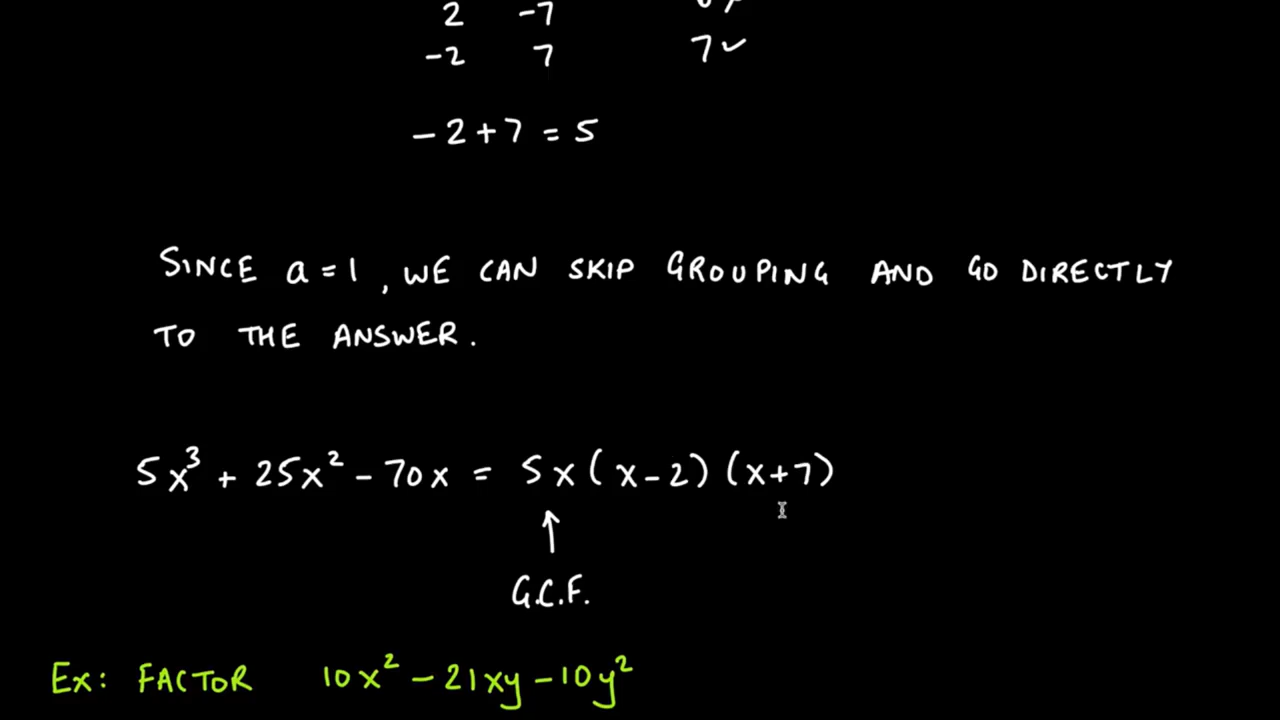 2 -7
-2 7 7✓
-2+7 = 5
SINCE a = 1, WE CAN SKIP GROUPING AND GO DIRECTLY
TO THE ANSWER.
5x³ + 25x² - 70x = 5x(x-2)(x+7)
↑
G.C.F.
Ex: FACTOR 10x² - 21xy - 10y²